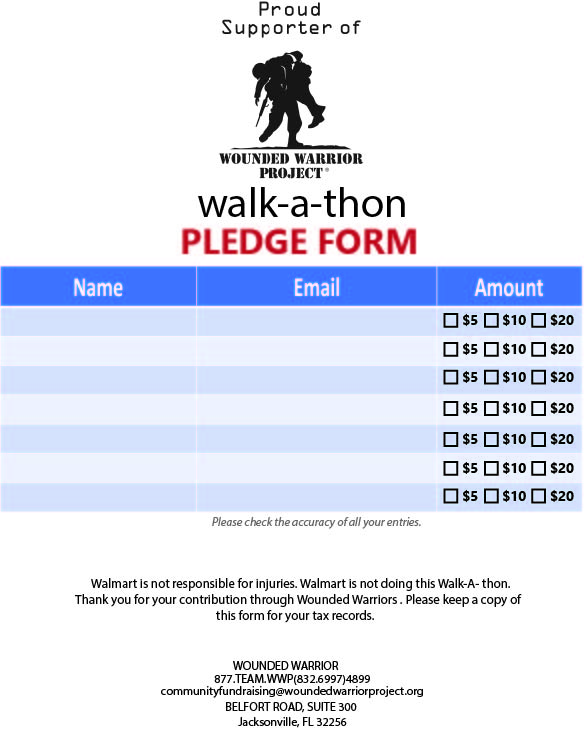 Proud
Supporter of
WOUNDED WARRIOR
PROJECT®
walk-a-thon
PLEDGE FORM
Name Email Amount
$5 $10 $20
$5 $10 $20
$5 $10 $20
$5 $10 $20
$5 $10 $20
$5 $10 $20
$5 $10 $20
Please check the accuracy of all your entries.
Walmart is not responsible for injuries. Walmart is not doing this Walk-A- thon.
Thank you for your contribution through Wounded Warriors . Please keep a copy of
this form for your tax records.
WOUNDED WARRIOR
877.TEAM.WWP(832.6997)4899
communityfundraising@woundedwarriorproject.org
BELFORT ROAD, SUITE 300
Jacksonville, FL 32256